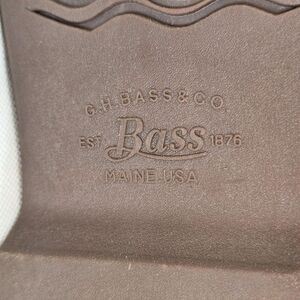 G.H. BASS & CO.
EST. Bass 1876
MAINE. USA